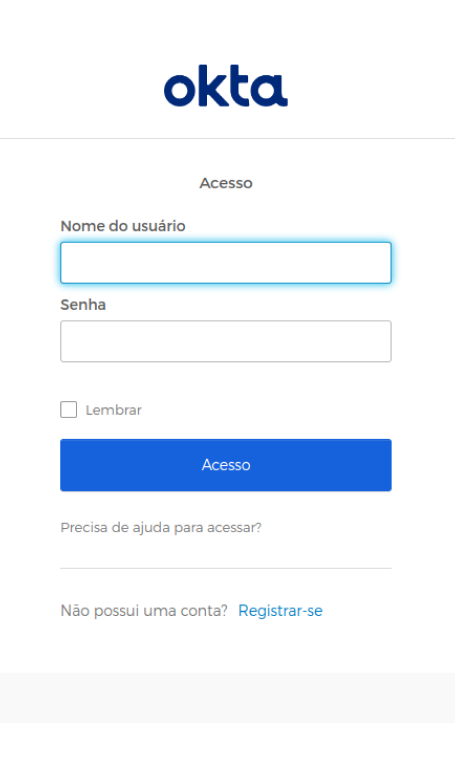 okta
Acesso
Nome do usuário
Senha
Lembrar
Acesso
Precisa de ajuda para acessar?
Não possui uma conta? Registrar-se